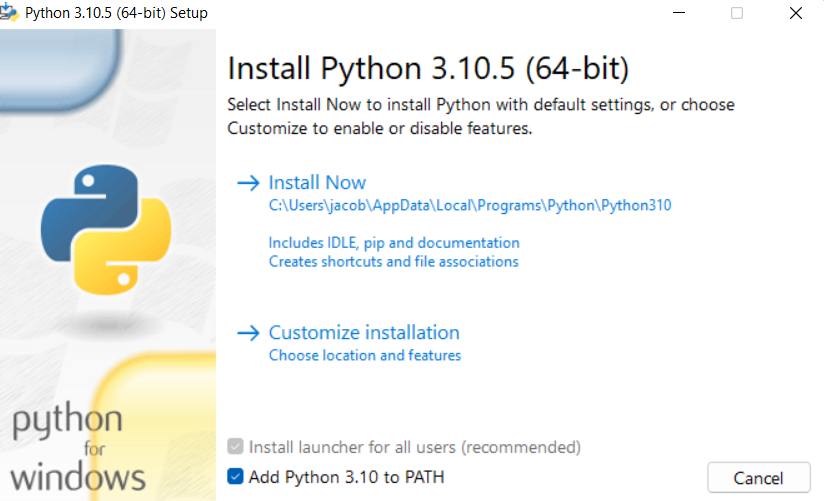 Python 3.10.5 (64-bit) Setup
Install Python 3.10.5 (64-bit)
Select Install Now to install Python with default settings, or choose
Customize to enable or disable features.
Install Now
C:\Users\jacob\AppData\Local\Programs\Python\Python310
Includes IDLE, pip and documentation
Creates shortcuts and file associations
Customize installation
Choose location and features
python
for
windows
Install launcher for all users (recommended)
Add Python 3.10 to PATH
Cancel